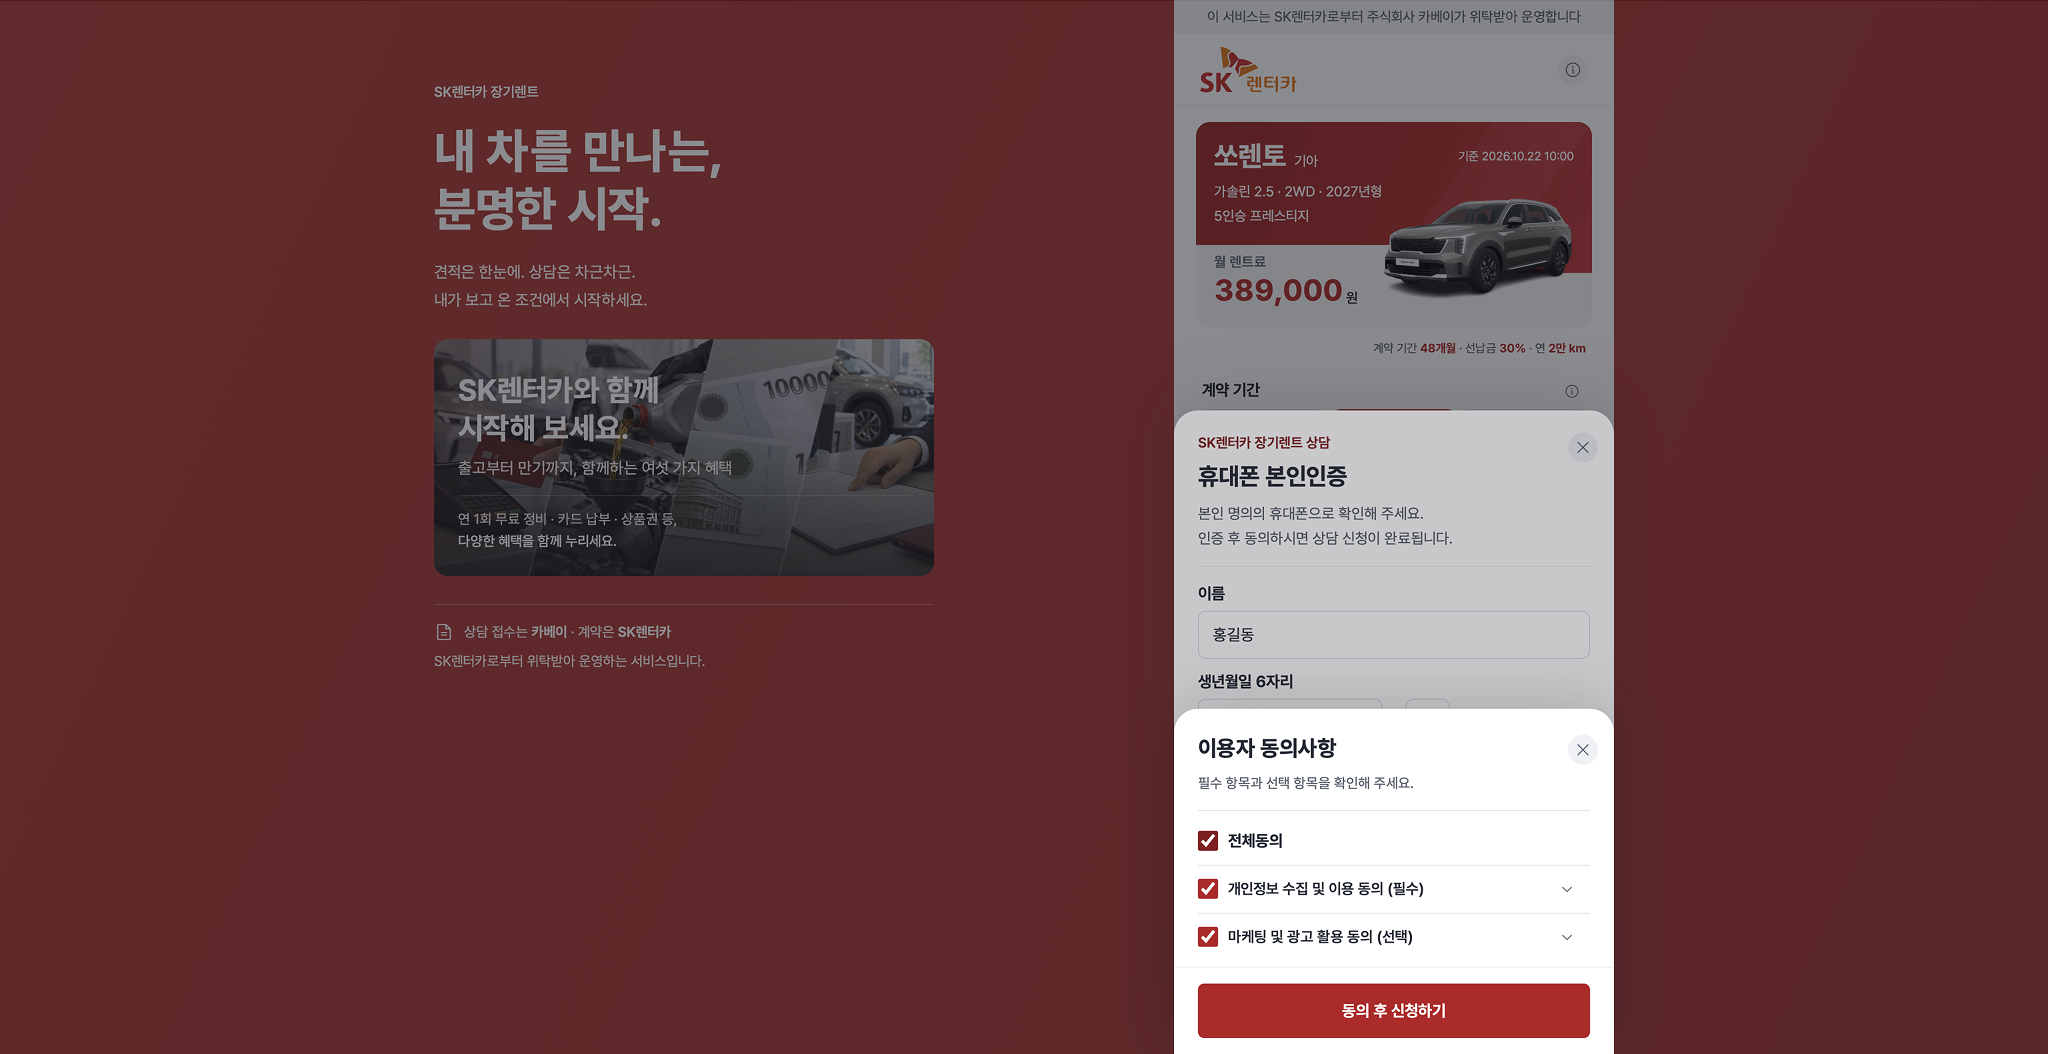 SK렌터카 장기렌트
내 차를 만나는,
분명한 시작.
견적은 한눈에. 상담은 차근차근.
내가 보고 온 조건에서 시작하세요.
SK렌터카와 함께
시작해 보세요.
출고부터 만기까지, 함께하는 여섯 가지 혜택
연 1회 무료 정비 · 카드 납부 · 상품권 등,
다양한 혜택을 함께 누리세요.
10000
상담 접수는 카베이 · 계약은 SK렌터카
SK렌터카로부터 위탁받아 운영하는 서비스입니다.
이 서비스는 SK렌터카로부터 주식회사 카베이가 위탁받아 운영합니다
SK 렌터카
쏘렌토 기아
기준 2026.10.22 10:00
가솔린 2.5 · 2WD · 2027년형
5인승 프레스티지
월 렌트료
389,000 원
계약 기간 48개월 · 선납금 30% · 연 2만 km
계약 기간
SK렌터카 장기렌트 상담
휴대폰 본인인증
본인 명의의 휴대폰으로 확인해 주세요.
인증 후 동의하시면 상담 신청이 완료됩니다.
이름
홍길동
생년월일 6자리
이용자 동의사항
필수 항목과 선택 항목을 확인해 주세요.
전체동의
개인정보 수집 및 이용 동의 (필수)
마케팅 및 광고 활용 동의 (선택)
동의 후 신청하기